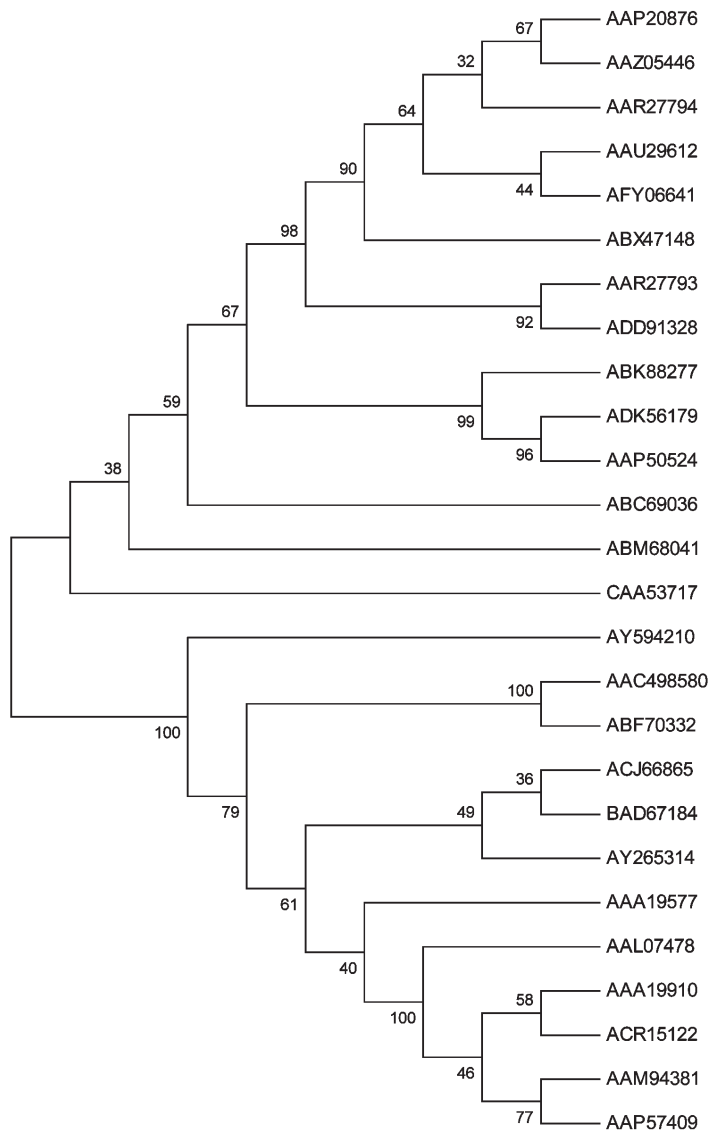 AAP20876
67
AAZ05446
32
AAR27794
64
AAU29612
90
44
AFY06641
98
ABX47148
AAR27793
67
92
ADD91328
ABK88277
59
99
ADK56179
96
AAP50524
38
ABC69036
ABM68041
CAA53717
AY594210
100
AAC498580
100
ABF70332
79
36
ACJ66865
49
BAD67184
AY265314
61
AAA19577
40
AAL07478
100
58
AAA19910
ACR15122
46
AAM94381
77
AAP57409